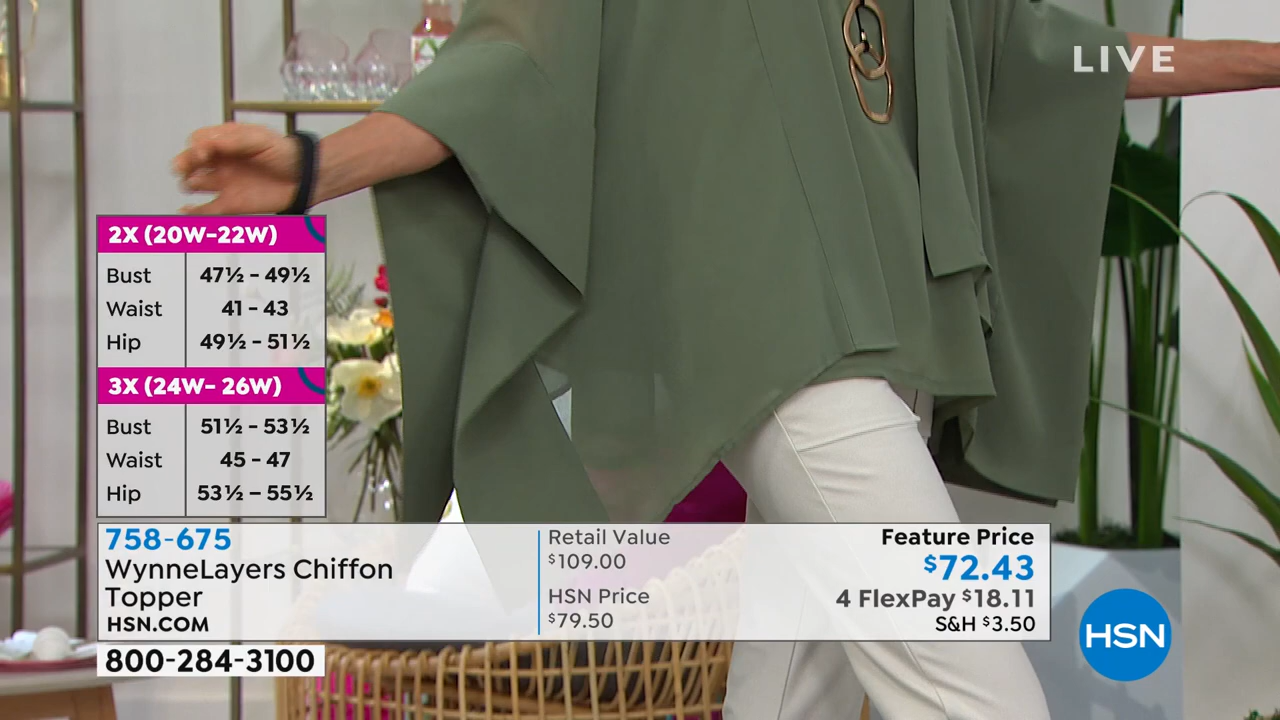 LIVE
2X (20W–22W)
Bust 47½ – 49½
Waist 41 – 43
Hip 49½ – 51½
3X (24W– 26W)
Bust 51½ – 53½
Waist 45 – 47
Hip 53½ – 55½
758-675
WynneLayers Chiffon
Topper
HSN.COM
800-284-3100
Retail Value
$109.00
HSN Price
$79.50
Feature Price
$72.43
4 FlexPay $18.11
S&H $3.50
HSN